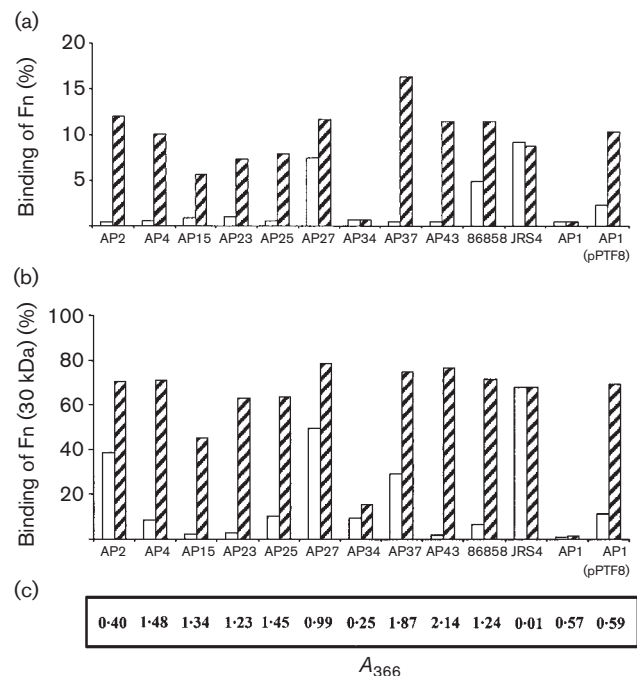 (a)
20
15
10
5
Binding of Fn (%)
AP2 AP4 AP15 AP23 AP25 AP27 AP34 AP37 AP43 86858 JRS4 AP1 AP1
(pPTF8)
(b)
100
80
60
40
20
Binding of Fn (30 kDa) (%)
AP2 AP4 AP15 AP23 AP25 AP27 AP34 AP37 AP43 86858 JRS4 AP1 AP1
(pPTF8)
(c)
0·40 1·48 1·34 1·23 1·45 0·99 0·25 1·87 2·14 1·24 0·01 0·57 0·59
A366